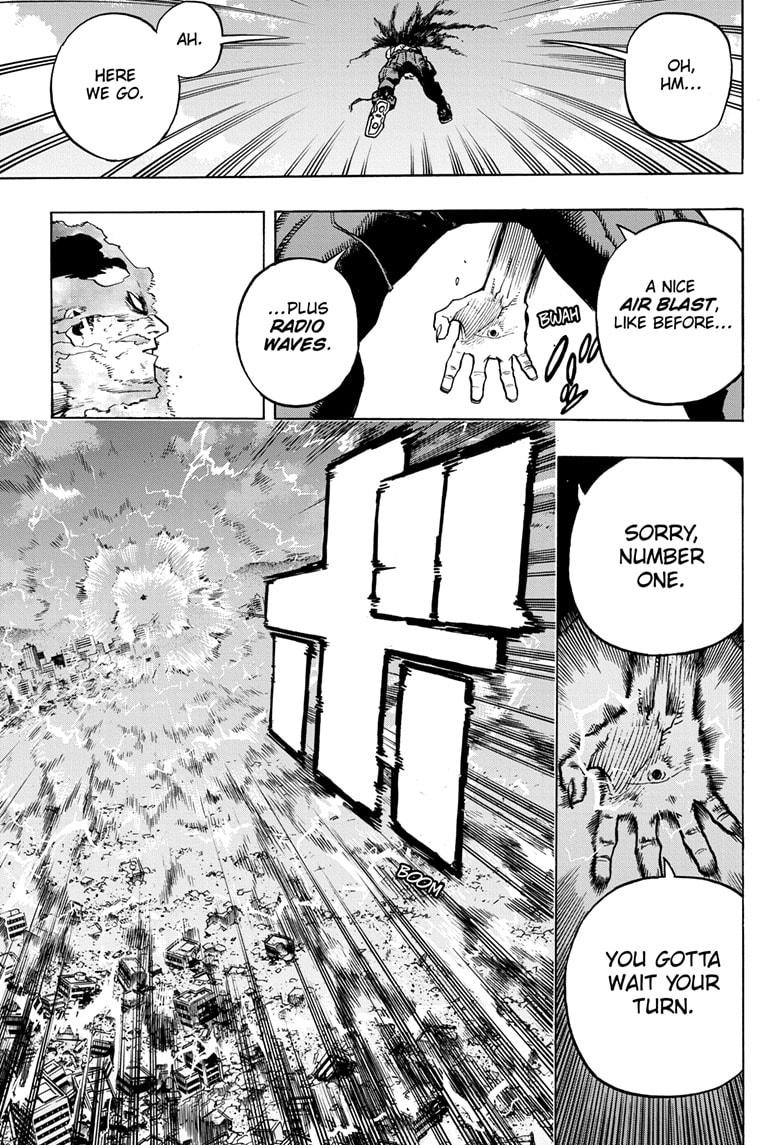 OH,
HM...
AH.
HERE
WE GO.
A NICE
AIR BLAST,
LIKE BEFORE...
BWAH
...PLUS
RADIO
WAVES.
SORRY,
NUMBER
ONE.
YOU GOTTA
WAIT YOUR
TURN.
BOOM